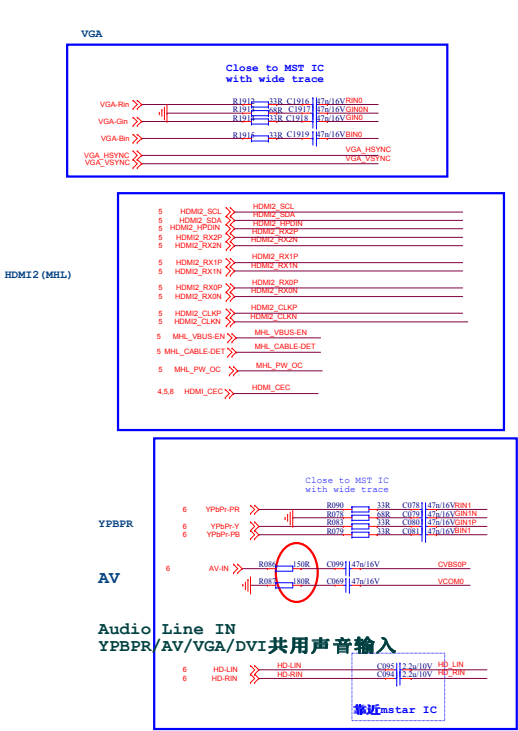 VGA
Close to MST IC
with wide trace
VGA-Rin R1912 33R C1916 47n/16V RIN0
R1913 68R C1917 47n/16V GIN0N
VGA-Gin R1914 33R C1918 47n/16V GIN0
VGA-Bin R1915 33R C1919 47n/16V BIN0
VGA_HSYNC VGA_HSYNC
VGA_VSYNC VGA_VSYNC
HDMI2(MHL)
5 HDMI2_SCL HDMI2_SCL
5 HDMI2_SDA HDMI2_SDA
5 HDMI2_HPDIN HDMI2_HPDIN
5 HDMI2_RX2P HDMI2_RX2P
5 HDMI2_RX2N HDMI2_RX2N
5 HDMI2_RX1P HDMI2_RX1P
5 HDMI2_RX1N HDMI2_RX1N
5 HDMI2_RX0P HDMI2_RX0P
5 HDMI2_RX0N HDMI2_RX0N
5 HDMI2_CLKP HDMI2_CLKP
5 HDMI2_CLKN HDMI2_CLKN
5 MHL_VBUS-EN MHL_VBUS-EN
5 MHL_CABLE-DET MHL_CABLE-DET
5 MHL_PW_OC MHL_PW_OC
4,5,8 HDMI_CEC HDMI_CEC
Close to MST IC
with wide trace
YPBPR
6 YPbPr-PR R090 33R C078 47n/16V RIN1
R078 68R C079 47n/16V GIN1N
6 YPbPr-Y R083 33R C080 47n/16V GIN1P
6 YPbPr-PB R079 33R C081 47n/16V BIN1
AV
6 AV-IN R086 150R C099 47n/16V CVBS0P
R087 180R C069 47n/16V VCOM0
Audio Line IN
YPBPR/AV/VGA/DVI共用声音输入
6 HD-LIN HD-LIN C095 2.2u/10V HD_LIN
6 HD-RIN HD-RIN C094 2.2u/10V HD_RIN
靠近mstar IC